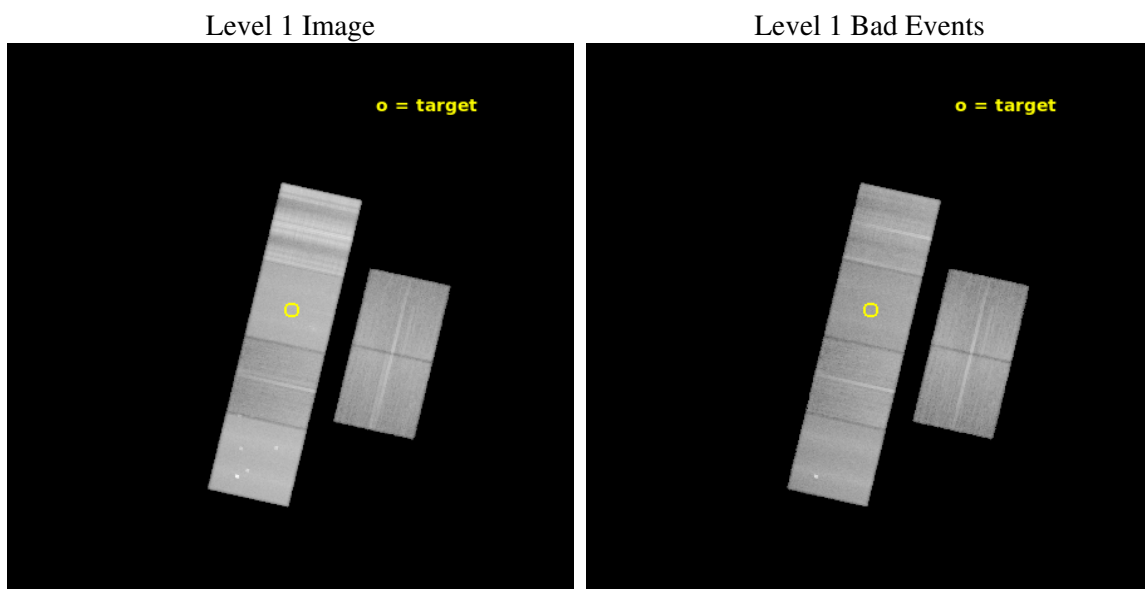 Level 1 Image
Level 1 Bad Events
o = target
o = target